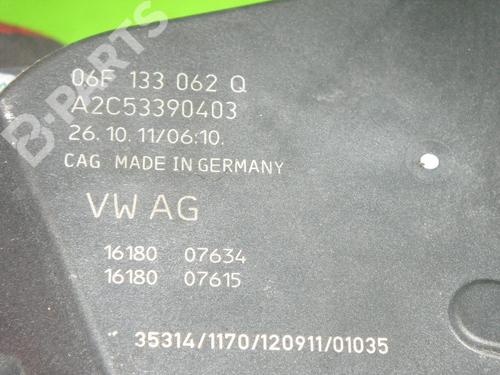 06F 133 062 Q
A2C53390403
26.10.11/06:10.
CAG MADE IN GERMANY
VW AG
16180 07634
16180 07615
35314/1170/120911/01035
B-PARTS
B-PARTS